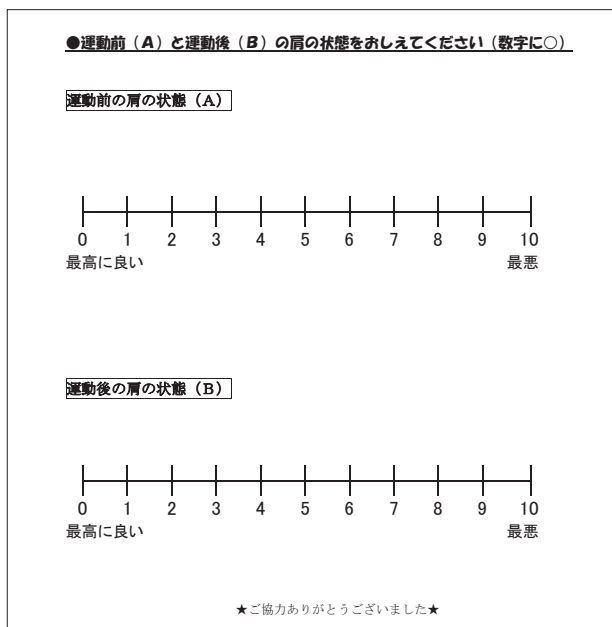 ●運動前（A）と運動後（B）の肩の状態をおしえてください（数字に○）
運動前の肩の状態（A）
0 1 2 3 4 5 6 7 8 9 10
最高に良い 最悪
運動後の肩の状態（B）
0 1 2 3 4 5 6 7 8 9 10
最高に良い 最悪
★ご協力ありがとうございました★